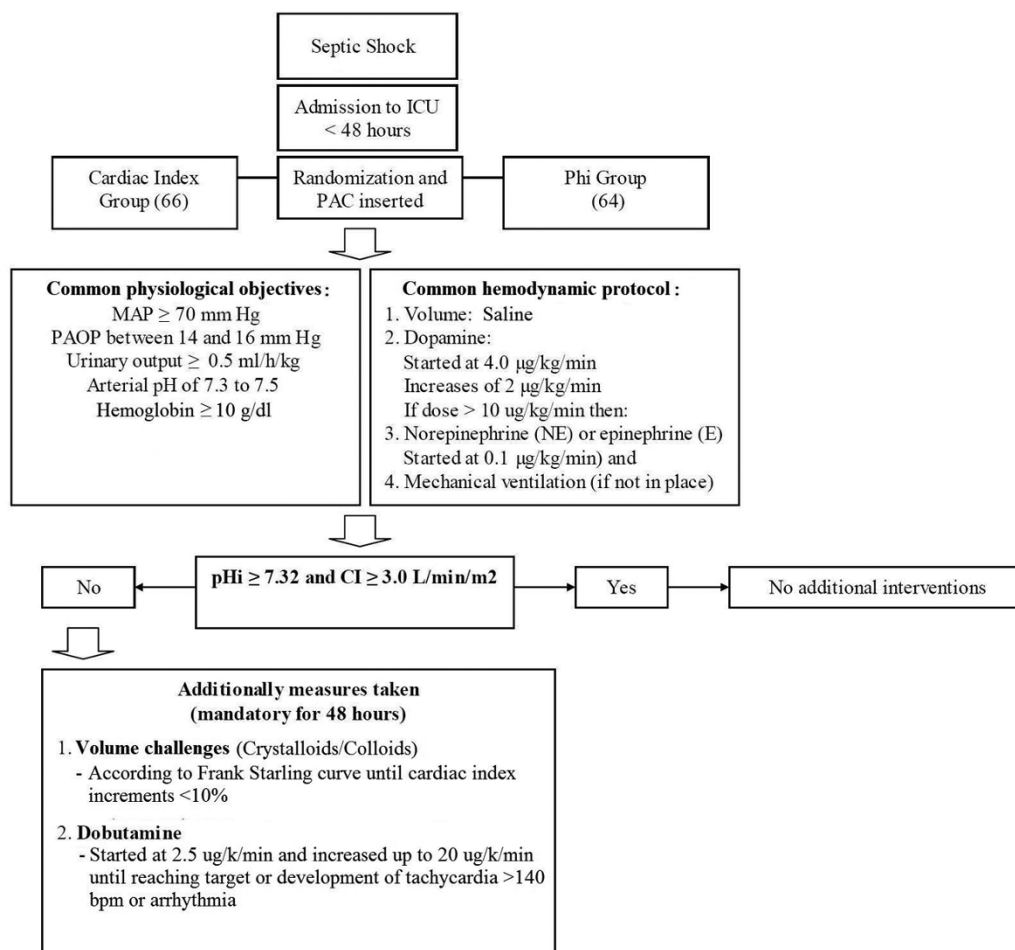 Septic Shock
Admission to ICU
< 48 hours
Cardiac Index
Group (66)
Randomization and
PAC inserted
Phi Group
(64)
Common physiological objectives:
MAP ≥ 70 mm Hg
PAOP between 14 and 16 mm Hg
Urinary output ≥ 0.5 ml/h/kg
Arterial pH of 7.3 to 7.5
Hemoglobin ≥ 10 g/dl
Common hemodynamic protocol:
1. Volume: Saline
2. Dopamine:
Started at 4.0 μg/kg/min
Increases of 2 μg/kg/min
If dose > 10 ug/kg/min then:
3. Norepinephrine (NE) or epinephrine (E)
Started at 0.1 μg/kg/min) and
4. Mechanical ventilation (if not in place)
No
pHi ≥ 7.32 and CI ≥ 3.0 L/min/m2
Yes
No additional interventions
Additionally measures taken
(mandatory for 48 hours)
1. Volume challenges (Crystalloids/Colloids)
- According to Frank Starling curve until cardiac index
increments <10%
2. Dobutamine
- Started at 2.5 ug/k/min and increased up to 20 ug/k/min
until reaching target or development of tachycardia >140
bpm or arrhythmia